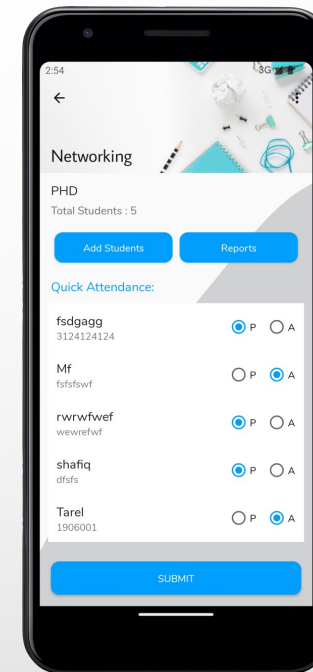 2:54 3G
Networking
PHD
Total Students : 5
Add Students Reports
Quick Attendance:
fsdgagg P A
3124124124
Mf P A
fsfsfswf
rwrwfwef P A
wewrefwf
shafiq P A
dfsfs
Tarel P A
1906001
SUBMIT